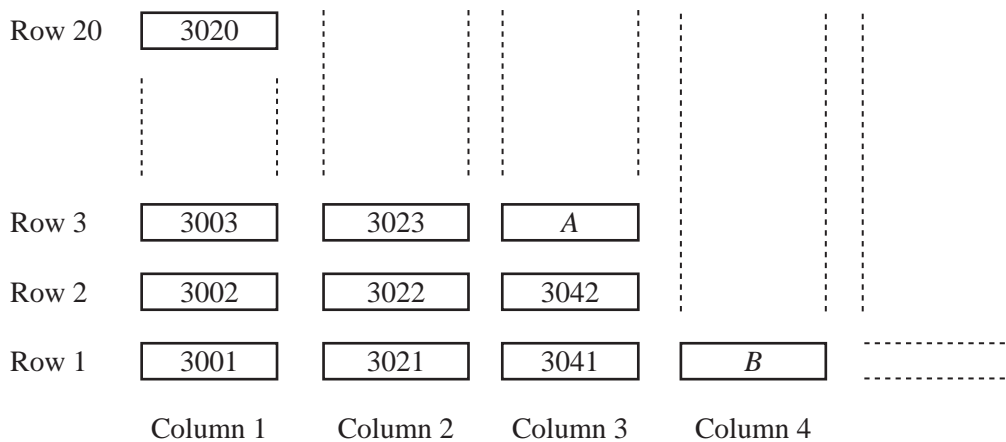 Row 20 3020
Row 3 3003 3023 A
Row 2 3002 3022 3042
Row 1 3001 3021 3041 B
Column 1 Column 2 Column 3 Column 4